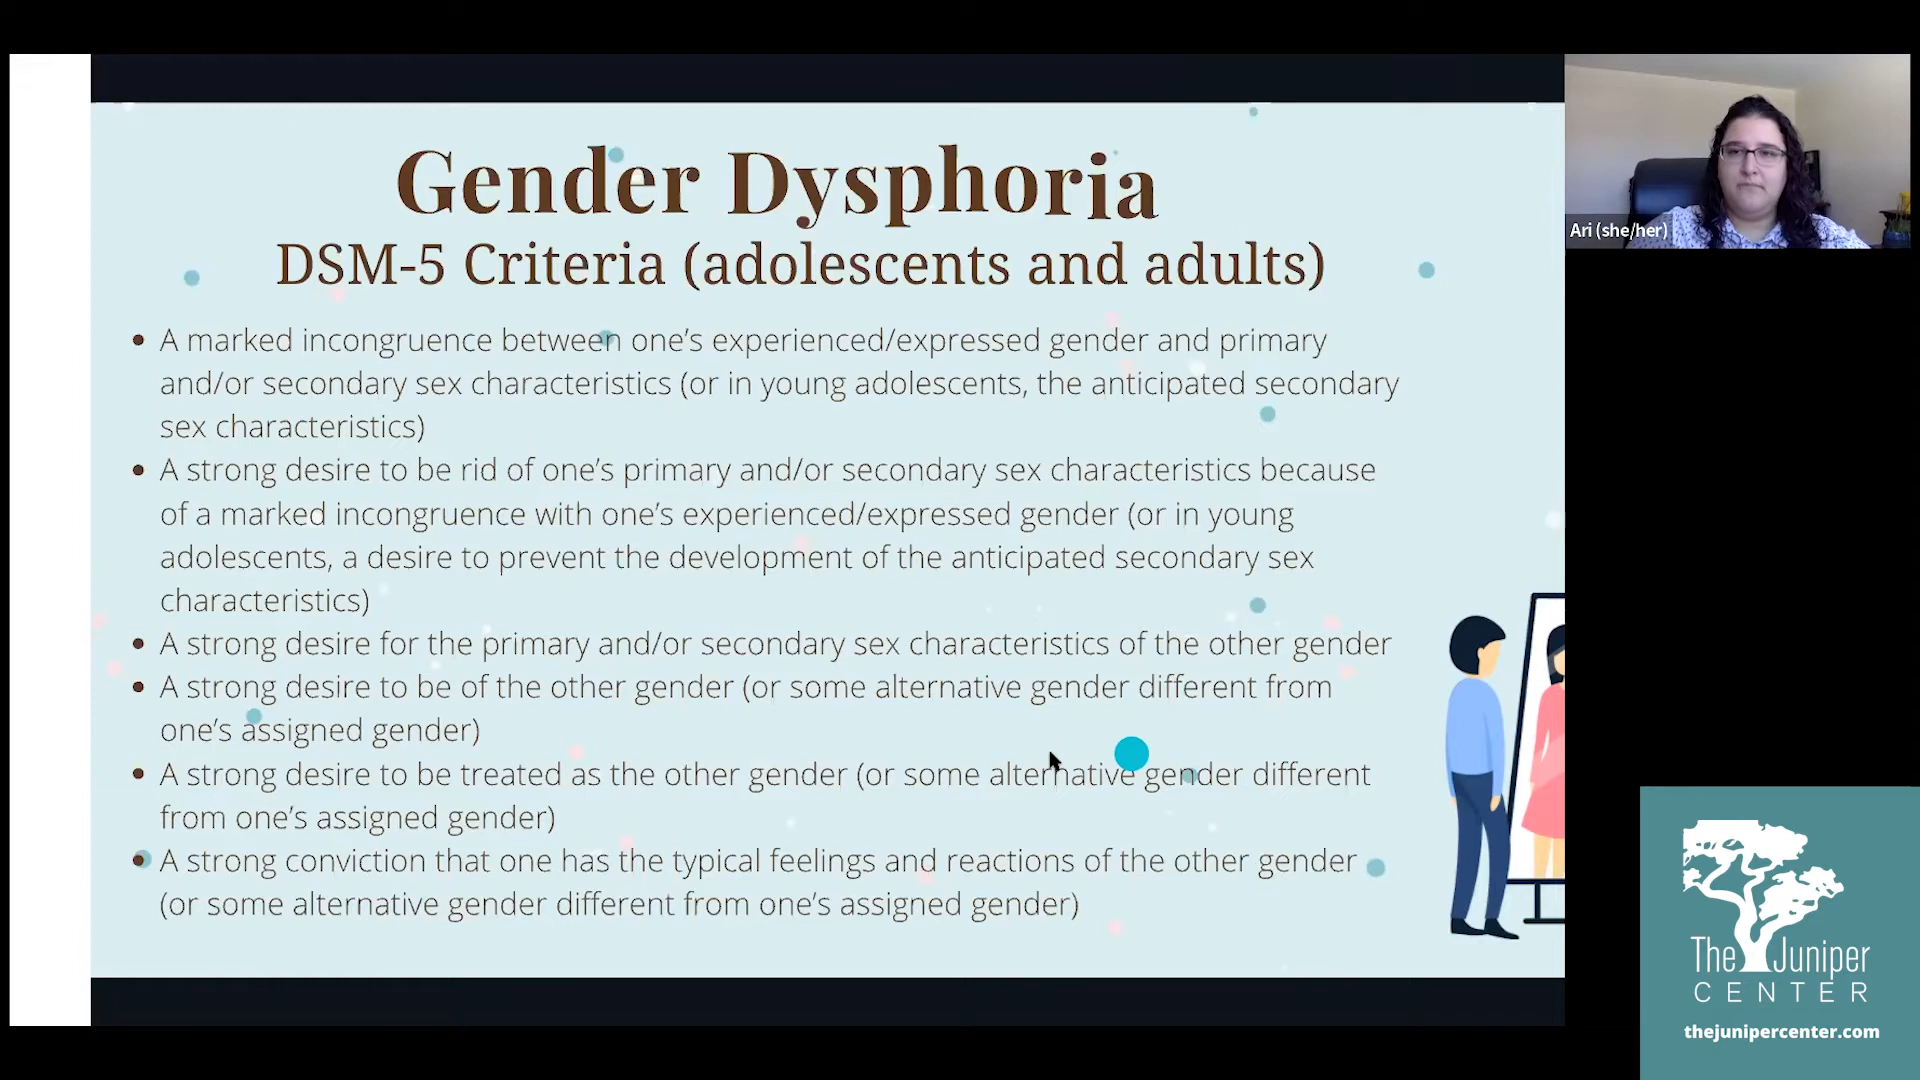 Gender Dysphoria
DSM-5 Criteria (adolescents and adults)
• A marked incongruence between one’s experienced/expressed gender and primary
and/or secondary sex characteristics (or in young adolescents, the anticipated secondary
sex characteristics)
• A strong desire to be rid of one’s primary and/or secondary sex characteristics because
of a marked incongruence with one’s experienced/expressed gender (or in young
adolescents, a desire to prevent the development of the anticipated secondary sex
characteristics)
• A strong desire for the primary and/or secondary sex characteristics of the other gender
• A strong desire to be of the other gender (or some alternative gender different from
one’s assigned gender)
• A strong desire to be treated as the other gender (or some alternative gender different
from one’s assigned gender)
• A strong conviction that one has the typical feelings and reactions of the other gender
(or some alternative gender different from one’s assigned gender)
Ari (she/her)
The Juniper
CENTER
thejunipercenter.com